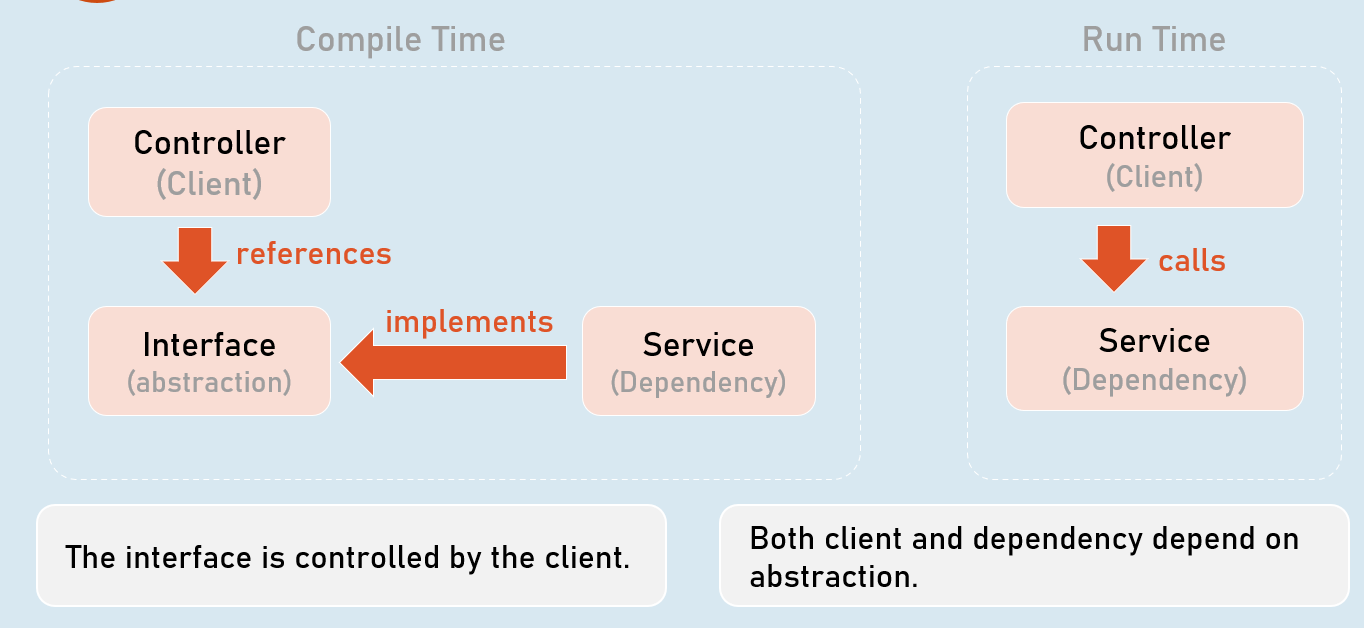 Compile Time
Run Time
Controller
(Client)
references
Interface
(abstraction)
implements
Service
(Dependency)
Controller
(Client)
calls
Service
(Dependency)
The interface is controlled by the client.
Both client and dependency depend on
abstraction.